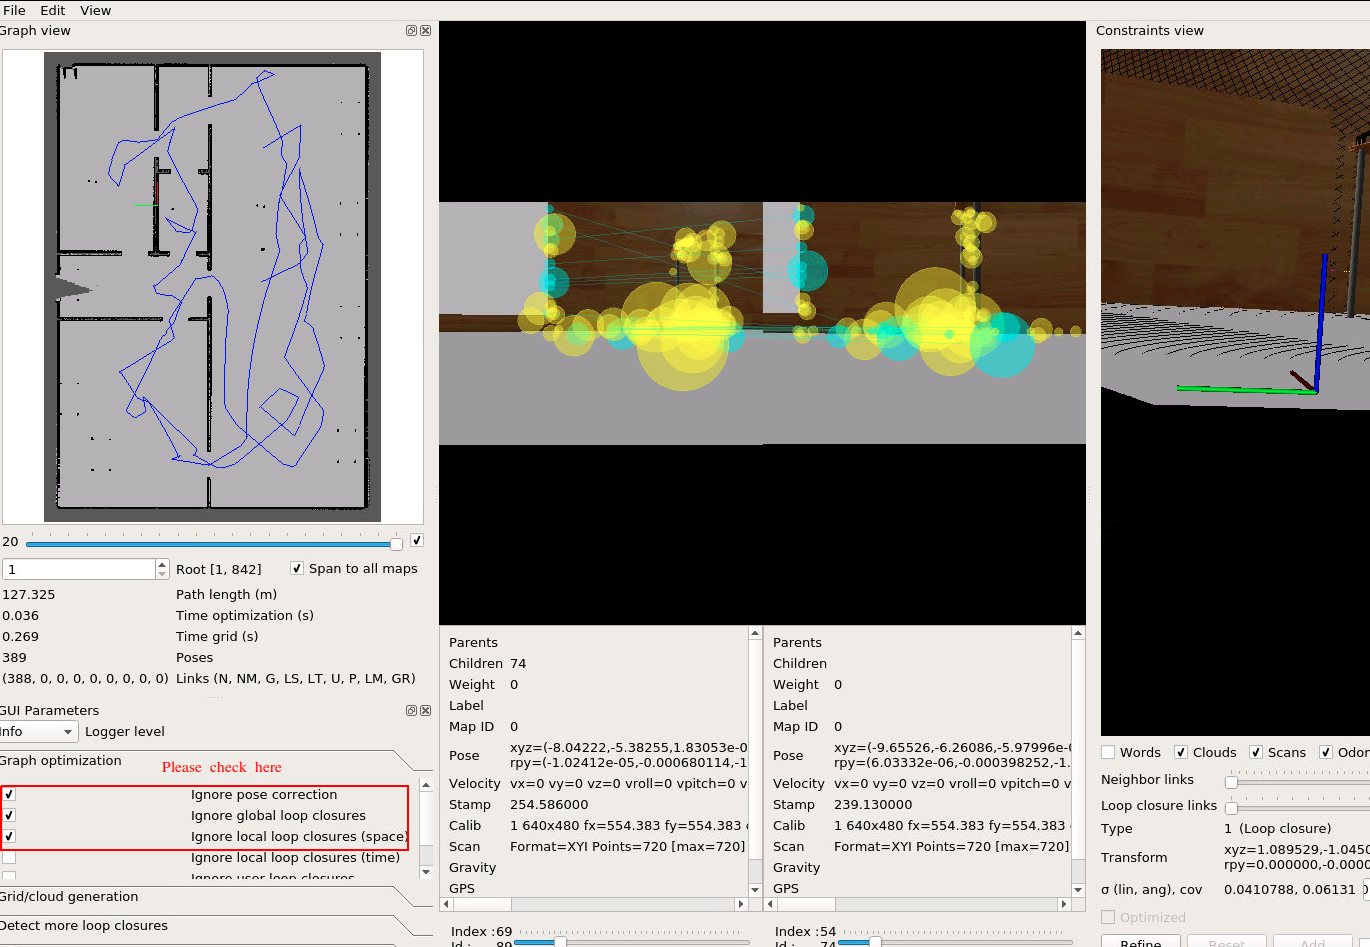 File Edit View
Graph view
20
1 Root [1, 842] Span to all maps
127.325 Path length (m)
0.036 Time optimization (s)
0.269 Time grid (s)
389 Poses
(388, 0, 0, 0, 0, 0, 0, 0, 0) Links (N, NM, G, LS, LT, U, P, LM, GR)
GUI Parameters
Info Logger level
Graph optimization
Please check here
Ignore pose correction
Ignore global loop closures
Ignore local loop closures (space)
Ignore local loop closures (time)
Ignore user loop closures
Grid/cloud generation
Detect more loop closures
Parents
Children 74
Weight 0
Label
Map ID 0
Pose xyz=(-8.04222,-5.38255,1.83053e-0
rpy=(-1.02412e-05,-0.000680114,-1
Velocity vx=0 vy=0 vz=0 vroll=0 vpitch=0 v
Stamp 254.586000
Calib 1 640x480 fx=554.383 fy=554.383
Scan Format=XYI Points=720 [max=720]
Gravity
GPS
Index :69
Id : 89
Parents
Children
Weight 0
Label
Map ID 0
Pose xyz=(-9.65526,-6.26086,-5.97996e-0
rpy=(6.03332e-06,-0.000398252,-1.
Velocity vx=0 vy=0 vz=0 vroll=0 vpitch=0 v
Stamp 239.130000
Calib 1 640x480 fx=554.383 fy=554.383
Scan Format=XYI Points=720 [max=720]
Gravity
GPS
Index :54
Id : 74
Constraints view
Words Clouds Scans Odon
Neighbor links
Loop closure links
Type 1 (Loop closure)
Transform xyz=1.089529,-1.0450
rpy=0.000000,-0.0000
σ (lin, ang), cov 0.0410788, 0.06131
Optimized
Refine Reset Add